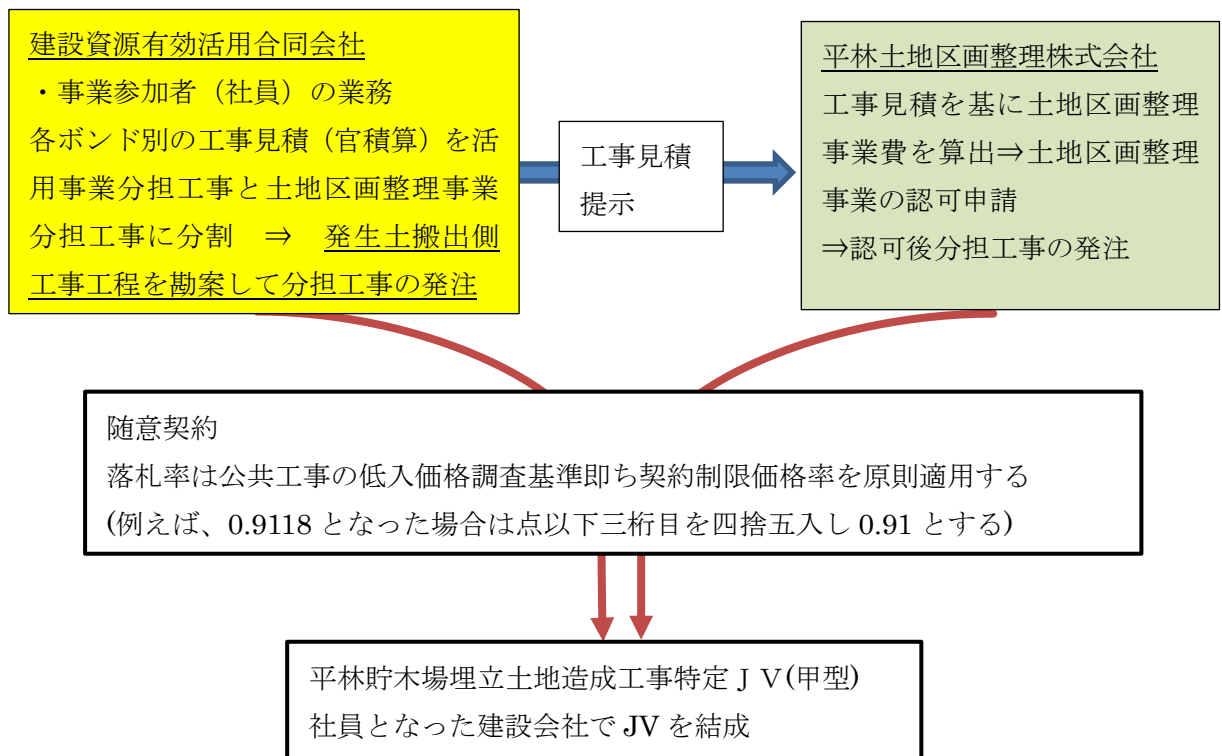 建設資源有効活用合同会社
・事業参加者（社員）の業務
各ボンド別の工事見積（官積算）を活
用事業分担工事と土地区画整理事業
分担工事に分割　⇒　発生土搬出側
工事工程を勘案して分担工事の発注
工事見積
提示
平林土地区画整理株式会社
工事見積を基に土地区画整理
事業費を算出⇒土地区画整理
事業の認可申請
⇒認可後分担工事の発注
随意契約
落札率は公共工事の低入価格調査基準即ち契約制限価格率を原則適用する
(例えば、0.9118 となった場合は点以下三桁目を四捨五入し 0.91 とする)
平林貯木場埋立土地造成工事特定ＪＶ(甲型)
社員となった建設会社で JV を結成